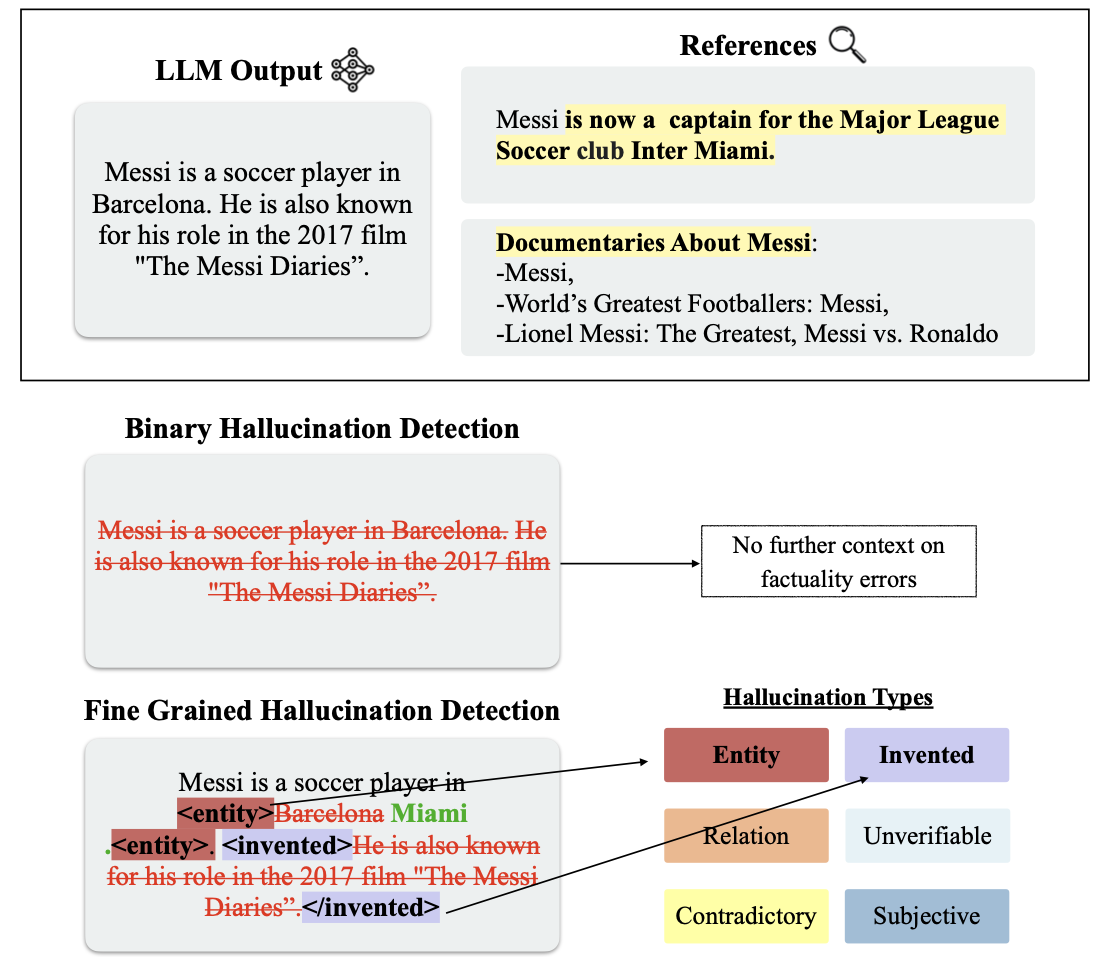 LLM Output
References
Messi is a soccer player in
Barcelona. He is also known
for his role in the 2017 film
"The Messi Diaries”.
Messi is now a captain for the Major League
Soccer club Inter Miami.
Documentaries About Messi:
-Messi,
-World’s Greatest Footballers: Messi,
-Lionel Messi: The Greatest, Messi vs. Ronaldo
Binary Hallucination Detection
Messi is a soccer player in Barcelona. He
is also known for his role in the 2017 film
"The Messi Diaries”.
No further context on
factuality errors
Fine Grained Hallucination Detection
Messi is a soccer player in
<entity>Barcelona Miami
.<entity>. <invented>He is also known
for his role in the 2017 film "The Messi
Diaries”.</invented>
Hallucination Types
Entity
Invented
Relation
Unverifiable
Contradictory
Subjective